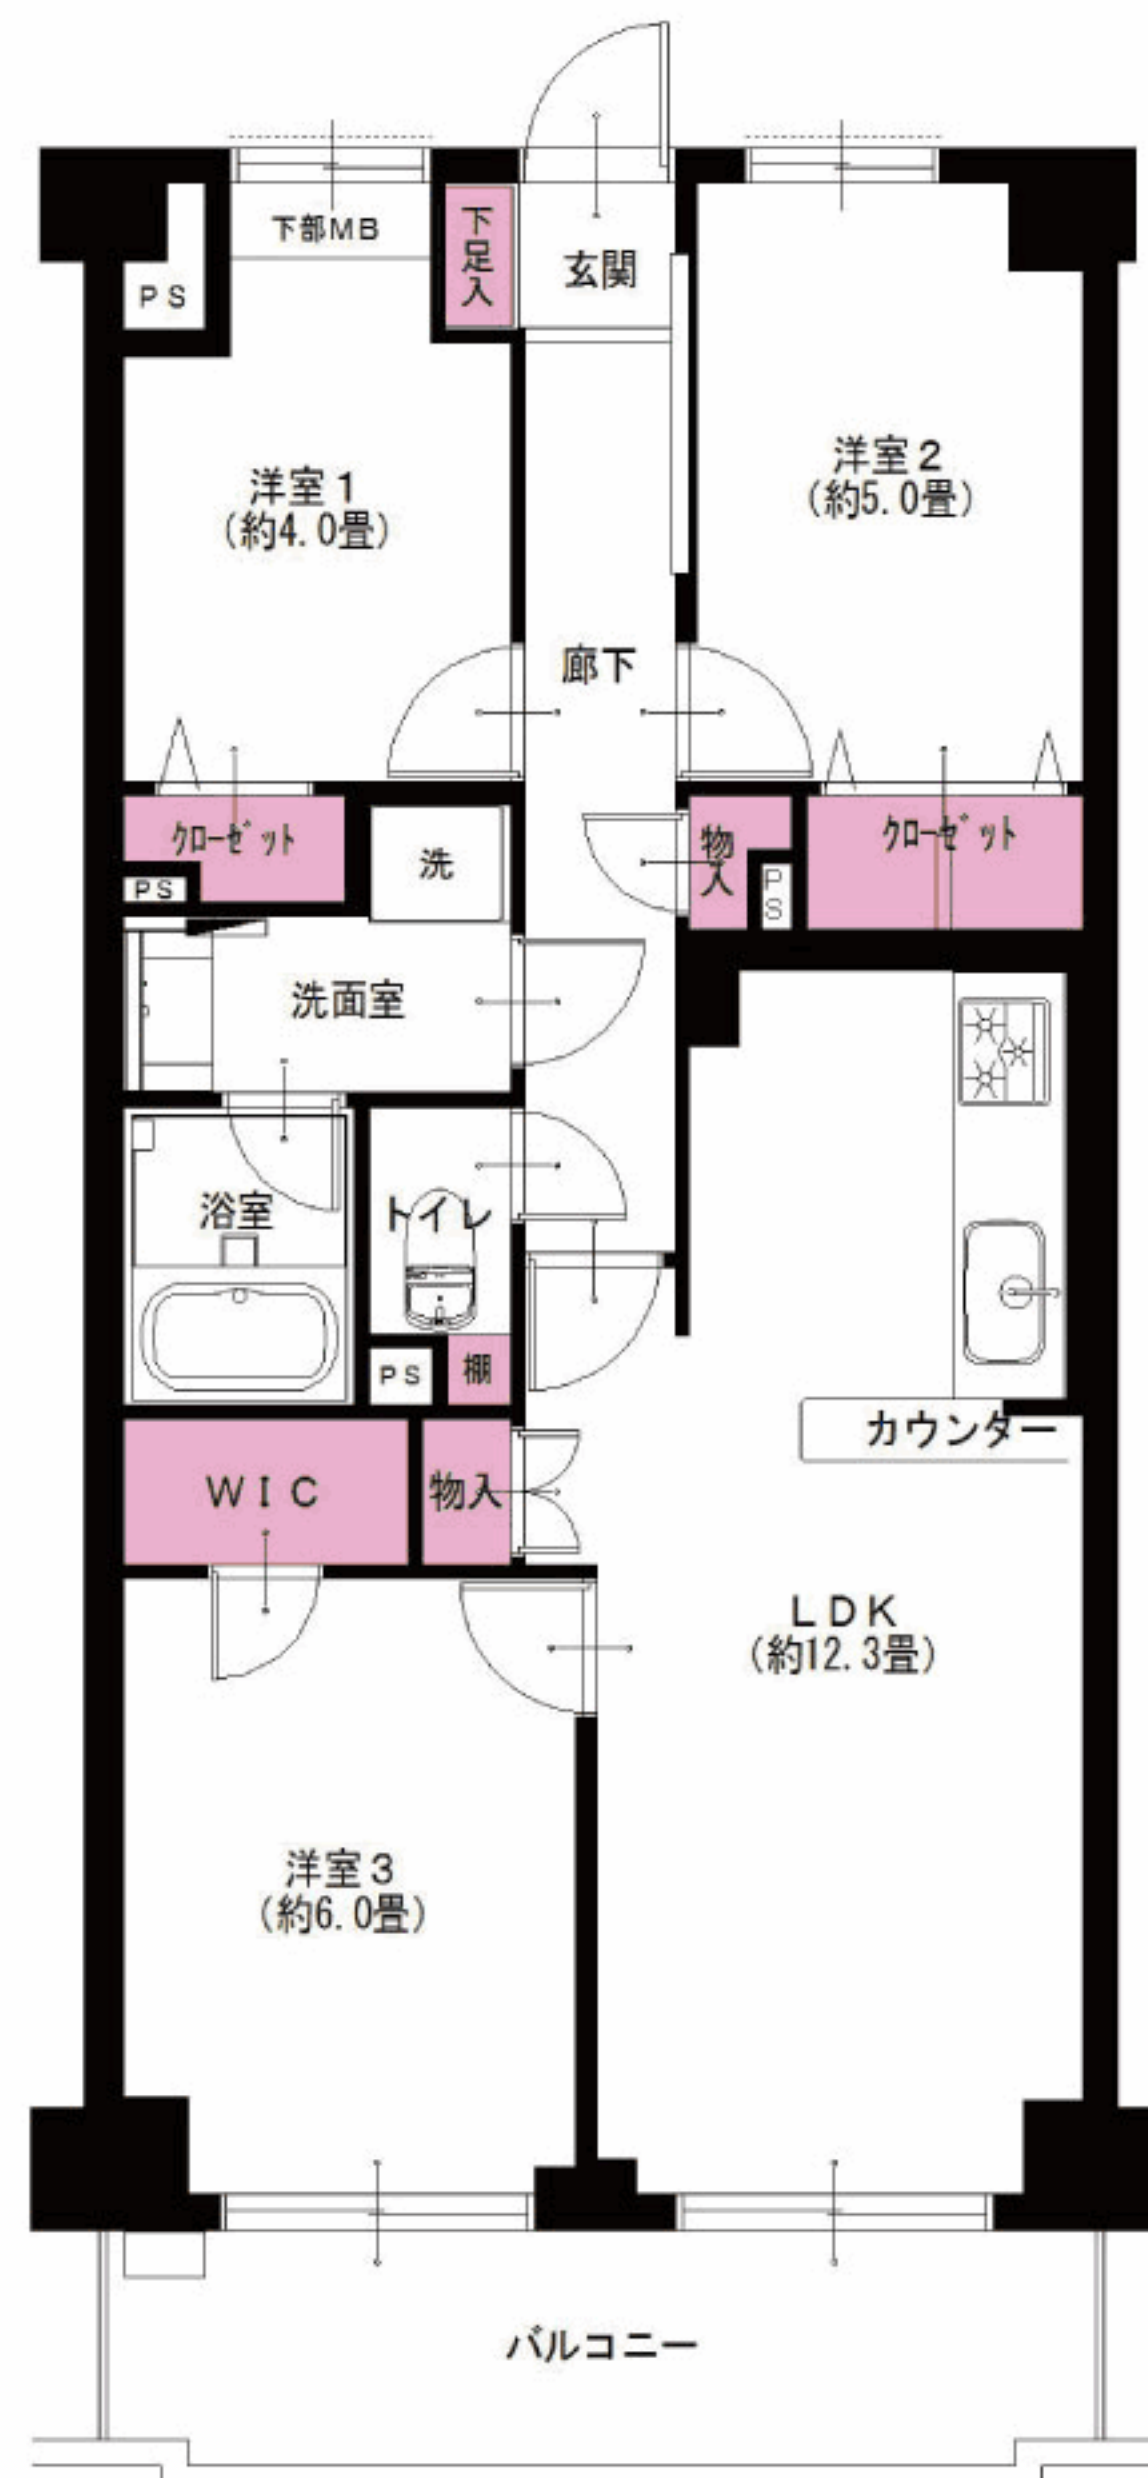 下部MB
下足入
玄関
PS
洋室1
(約4.0畳)
洋室2
(約5.0畳)
廊下
クローゼット
物入
クローゼット
洗
PS
PS
洗面室
浴室
トイレ
PS
棚
カウンター
WIC
物入
LDK
(約12.3畳)
洋室3
(約6.0畳)
バルコニー